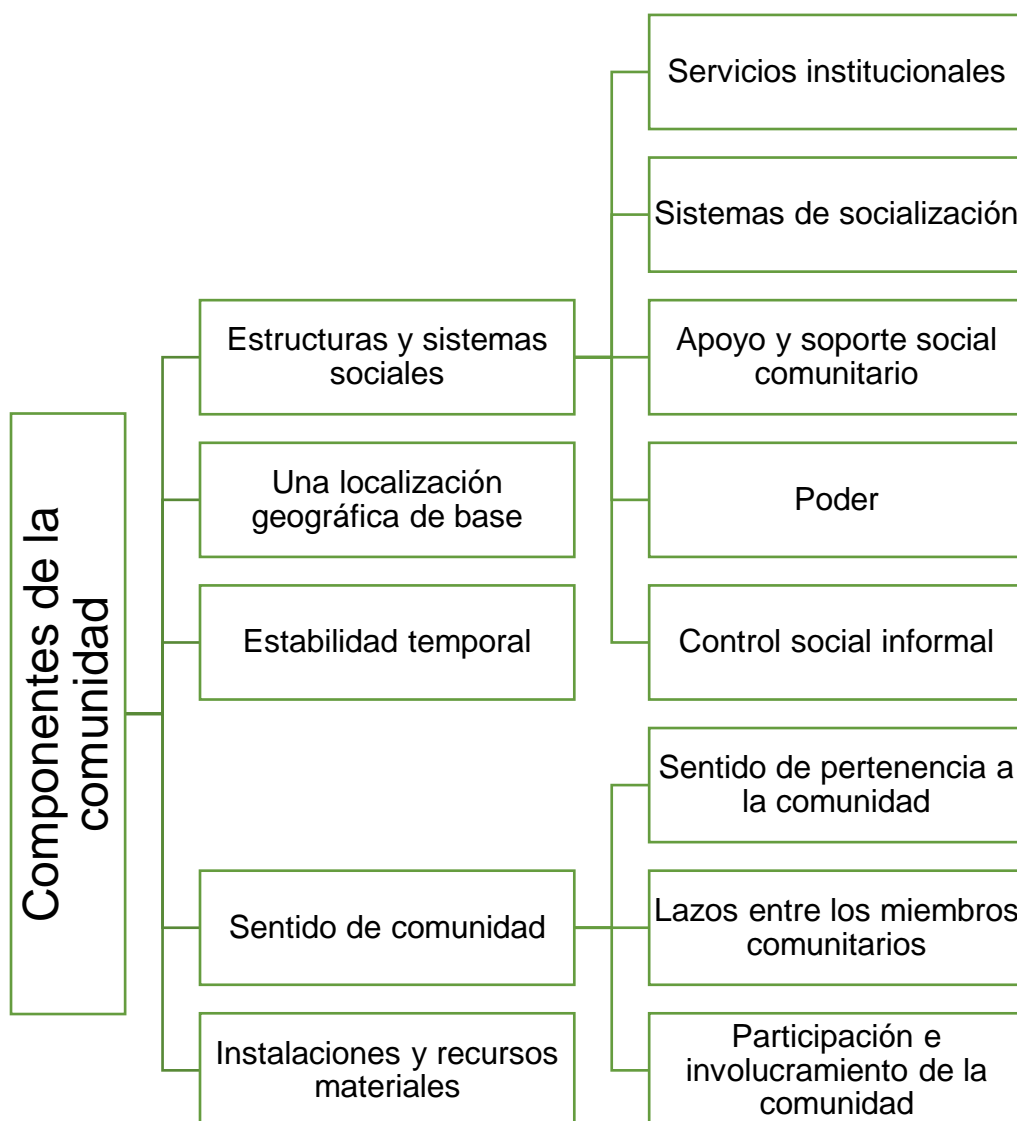 Componentes de la
comunidad
Estructuras y sistemas
sociales
Servicios institucionales
Sistemas de socialización
Apoyo y soporte social
comunitario
Poder
Control social informal
Una localización
geográfica de base
Estabilidad temporal
Sentido de comunidad
Sentido de pertenencia a
la comunidad
Lazos entre los miembros
comunitarios
Participación e
involucramiento de la
comunidad
Instalaciones y recursos
materiales